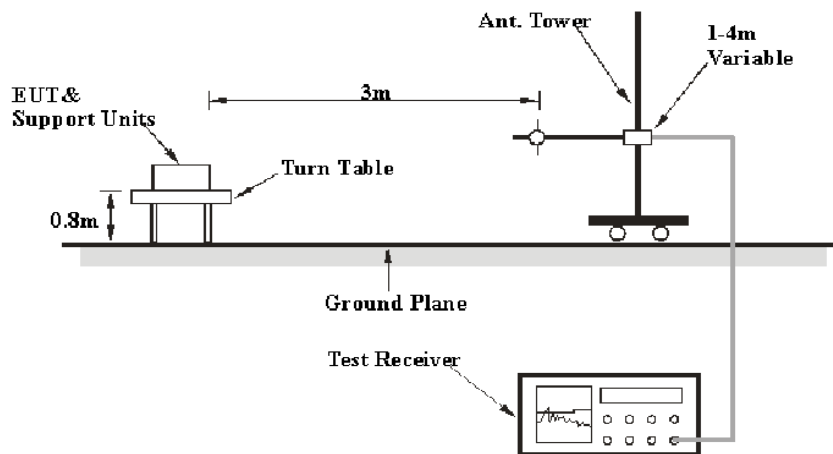 Ant. Tower
1-4m
Variable
EUT&
Support Units
3m
Turn Table
0.8m
Ground Plane
Test Receiver